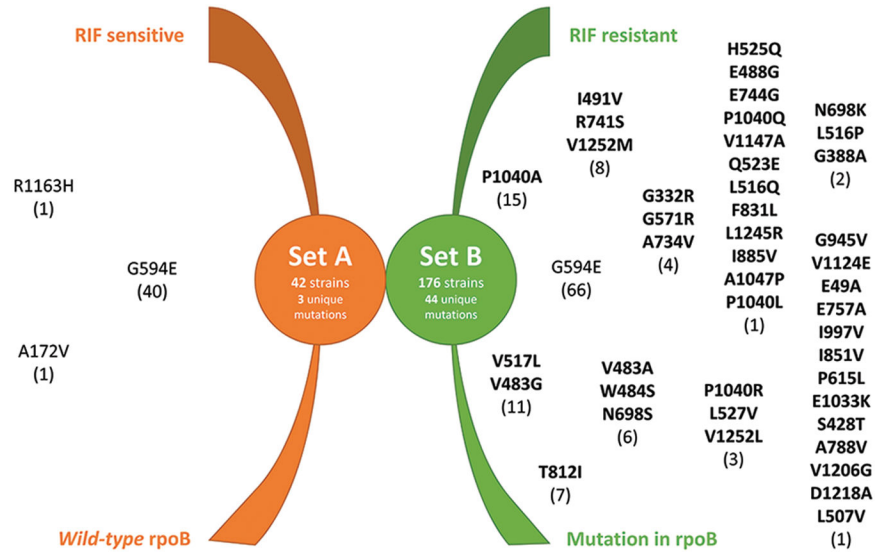 RIF sensitive
R1163H
(1)
G594E
(40)
A172V
(1)
Wild-type rpoB
Set A
42 strains
3 unique
mutations
Set B
176 strains
44 unique
mutations
RIF resistant
P1040A
(15)
I491V
R741S
V1252M
(8)
G594E
(66)
G332R
G571R
A734V
(4)
H525Q
E488G
E744G
P1040Q
V1147A
Q523E
L516Q
F831L
L1245R
I885V
A1047P
P1040L
(1)
N698K
L516P
G388A
(2)
V517L
V483G
(11)
T812I
(7)
V483A
W484S
N698S
(6)
P1040R
L527V
V1252L
(3)
G945V
V1124E
E49A
E757A
I997V
I851V
P615L
E1033K
S428T
A788V
V1206G
D1218A
L507V
(1)
Mutation in rpoB